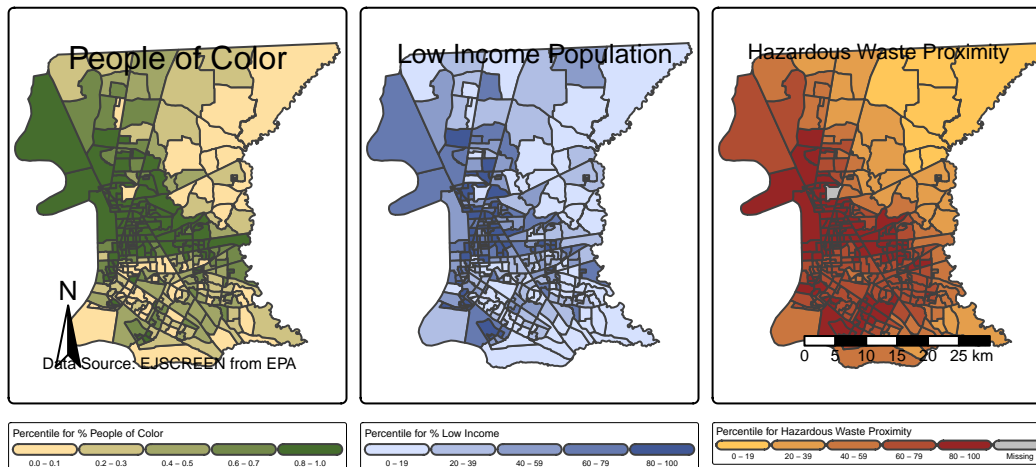 People of Color
Low Income Population
Hazardous Waste Proximity
N
Data Source: EJSCREEN from EPA
0 5 10 15 20 25 km
Percentile for % People of Color
0.0 – 0.1 0.2 – 0.3 0.4 – 0.5 0.6 – 0.7 0.8 – 1.0
Percentile for % Low Income
0 – 19 20 – 39 40 – 59 60 – 79 80 – 100
Percentile for Hazardous Waste Proximity
0 – 19 20 – 39 40 – 59 60 – 79 80 – 100 Missing